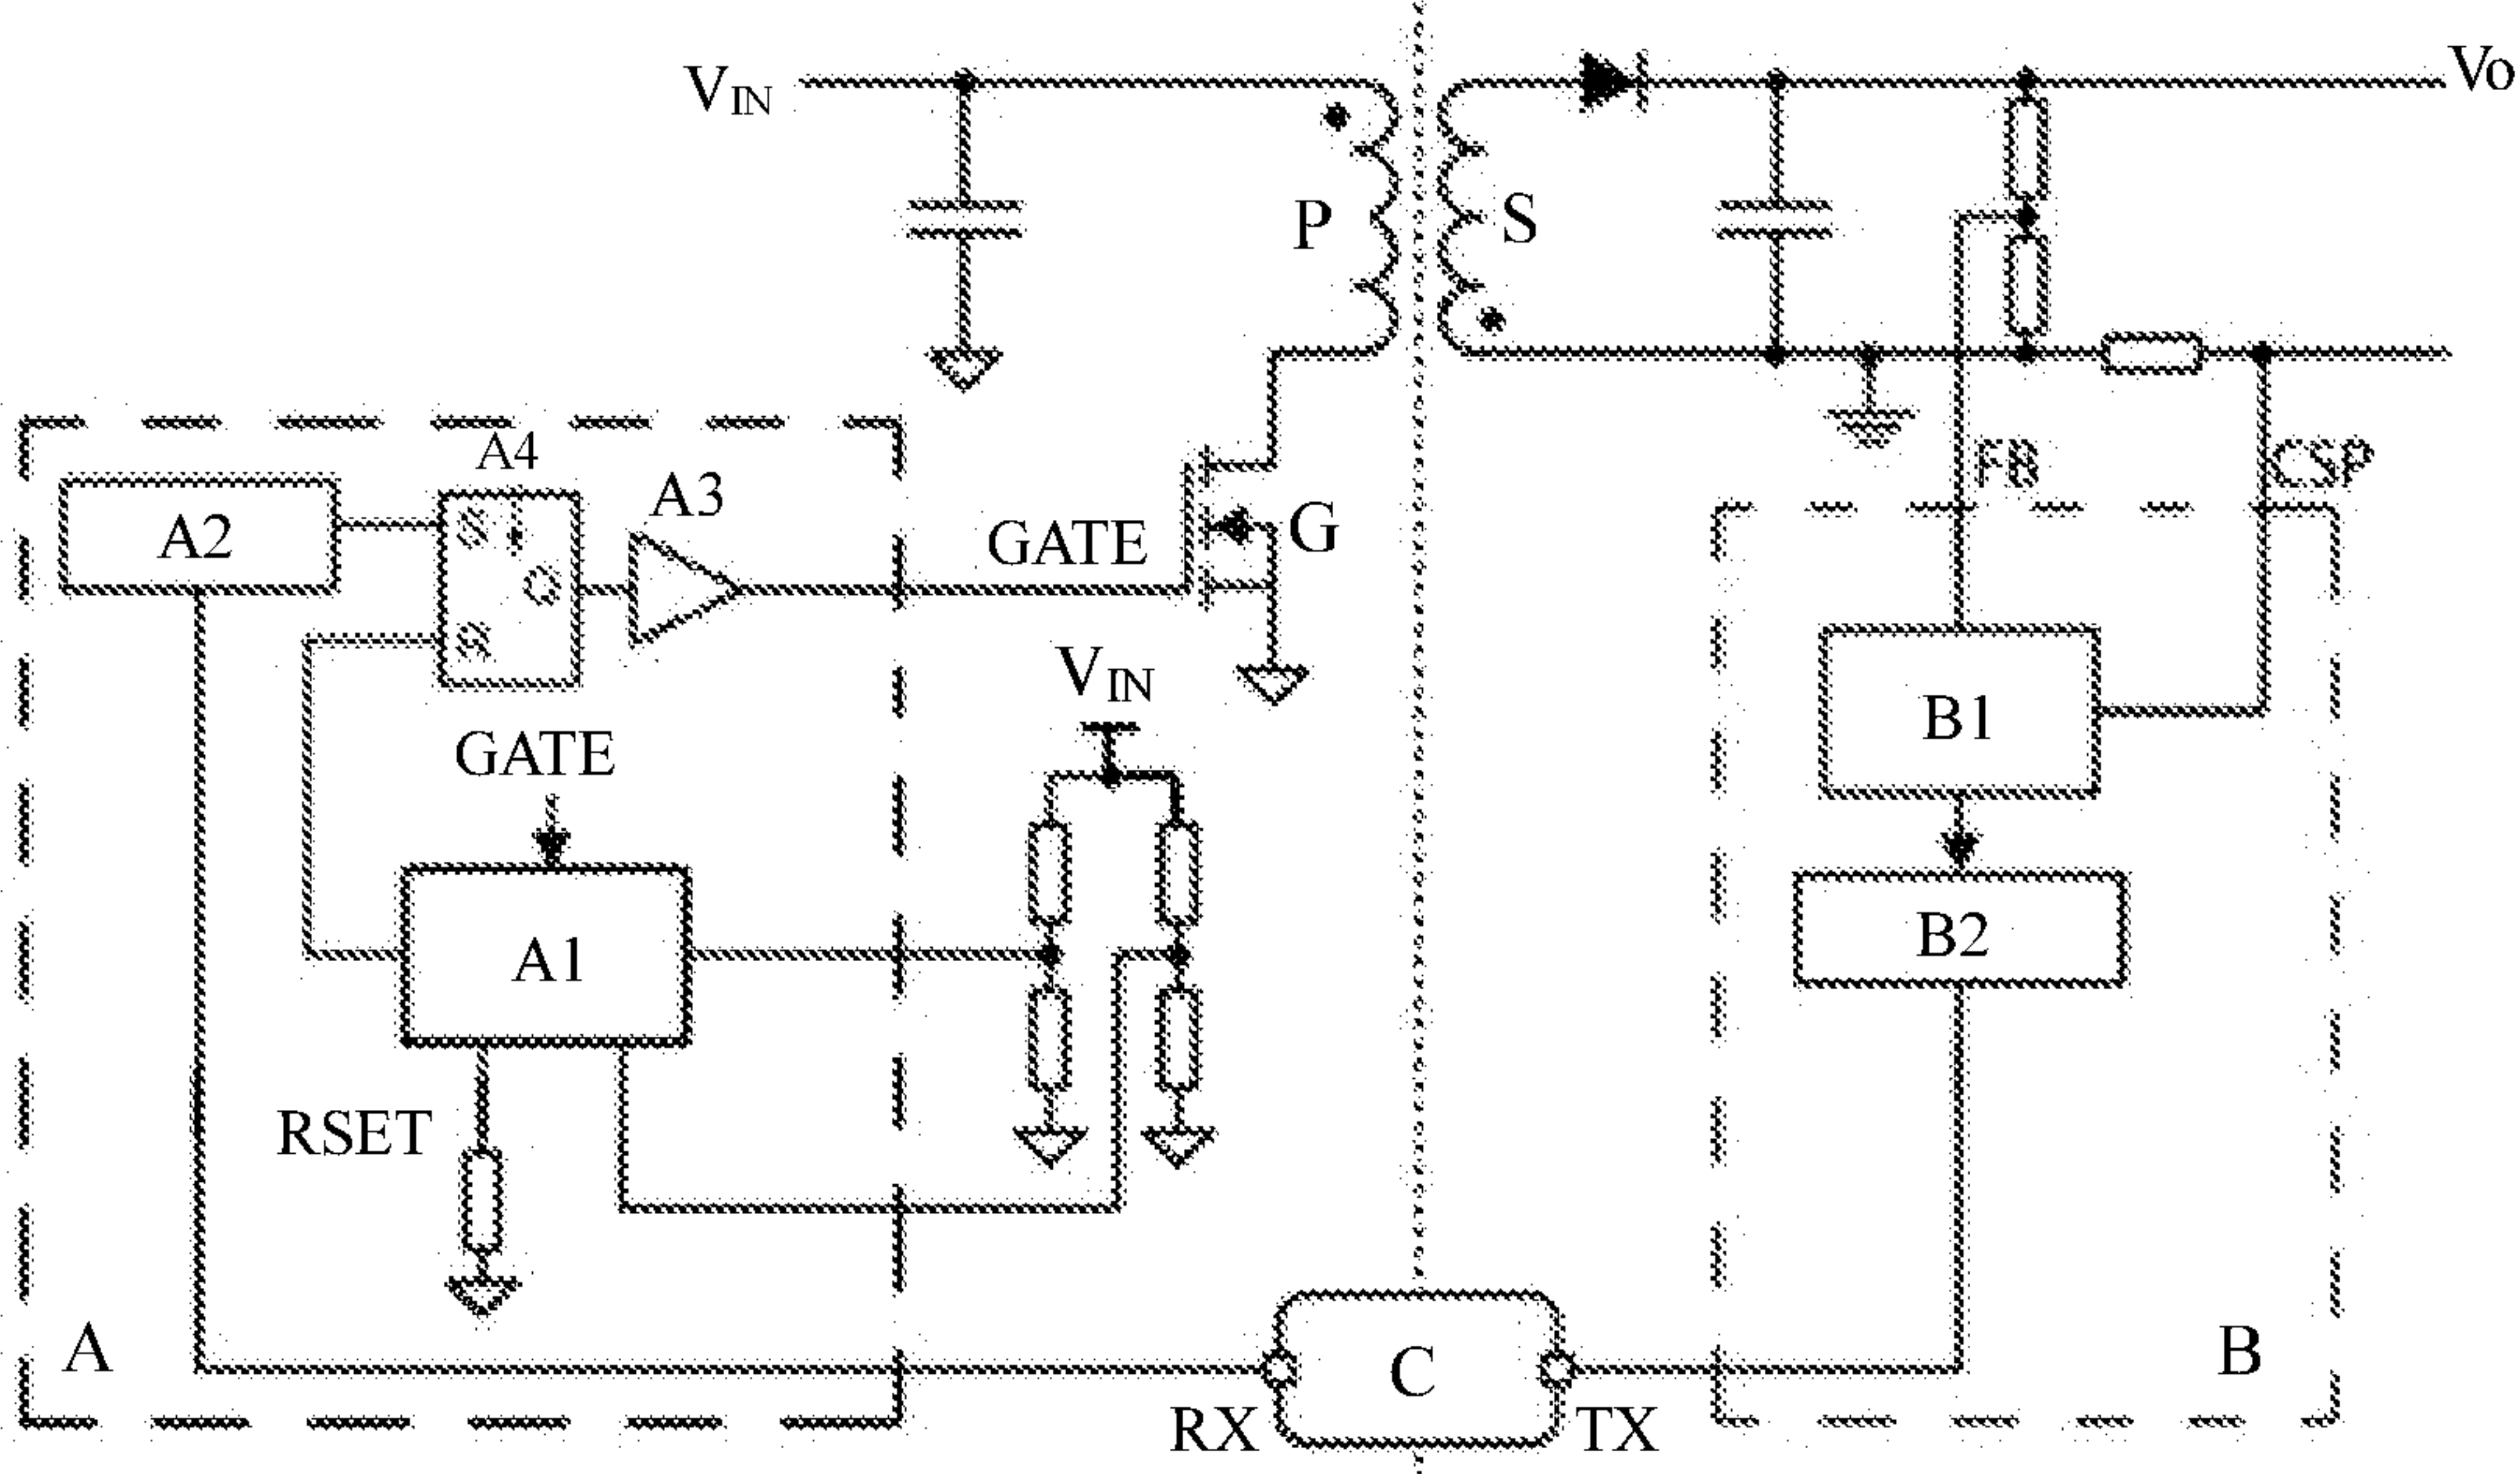 VIN
Vo
P
S
A4
A3
A2
S
Q
R
GATE
G
FB
CSP
VIN
GATE
B1
A1
B2
RSET
A
C
B
RX
TX